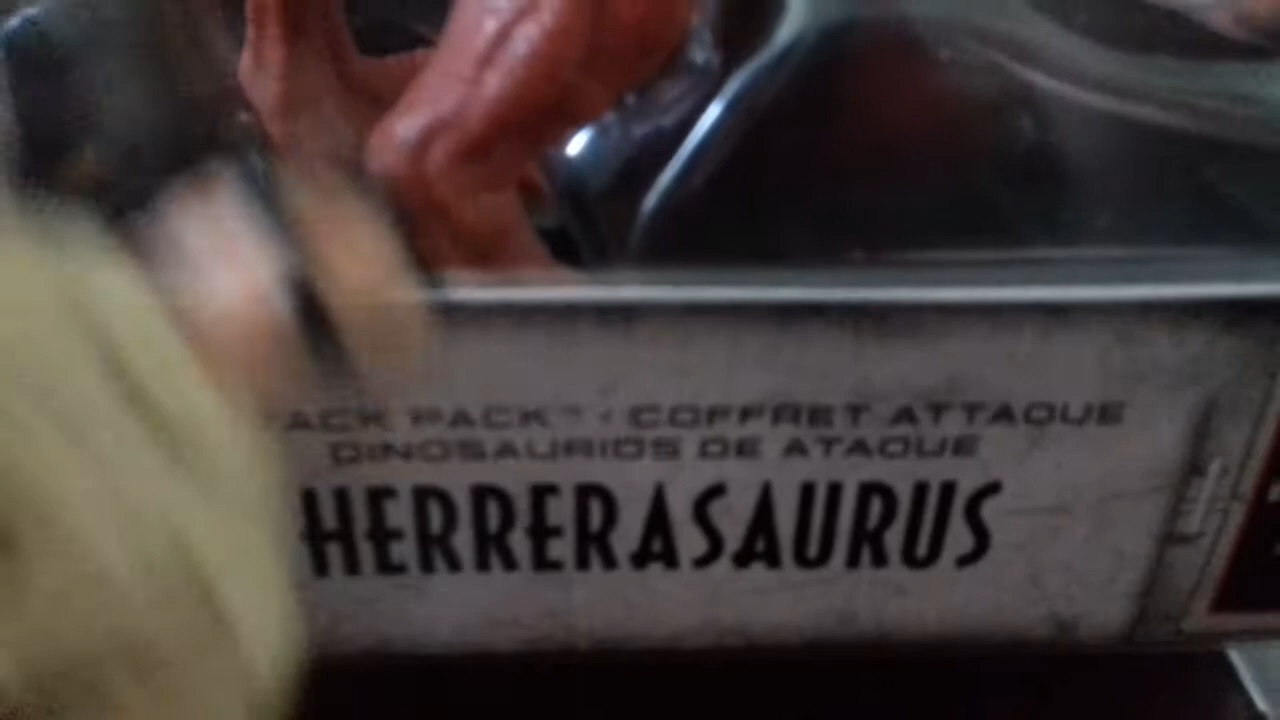 ACK PACK™ · COFFRET ATTAQUE
DINOSAURIOS DE ATAQUE
HERRERASAURUS